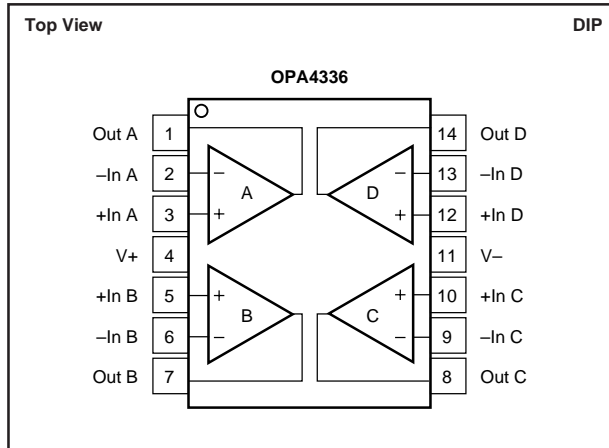 Top View DIP
OPA4336
Out A 1 14 Out D
–In A 2 – – 13 –In D
A D
+In A 3 + + 12 +In D
V+ 4 11 V–
+In B 5 + + 10 +In C
B C
–In B 6 – – 9 –In C
Out B 7 8 Out C